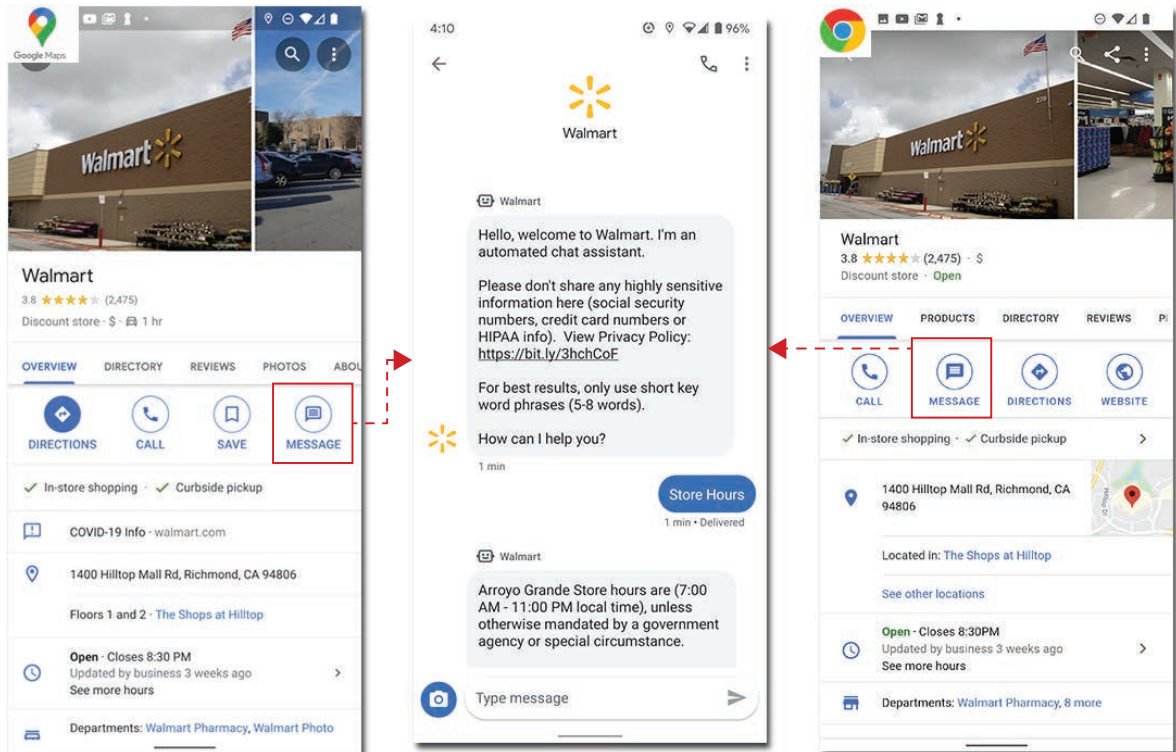 Google Maps
Walmart
Walmart
3.8 (2,475)
Discount store · $ · 1 hr
OVERVIEW DIRECTORY REVIEWS PHOTOS ABOU
DIRECTIONS CALL SAVE MESSAGE
✓ In-store shopping · ✓ Curbside pickup
COVID-19 Info · walmart.com
1400 Hilltop Mall Rd, Richmond, CA 94806
Floors 1 and 2 · The Shops at Hilltop
Open · Closes 8:30 PM
Updated by business 3 weeks ago
See more hours
Departments: Walmart Pharmacy, Walmart Photo
4:10 96%
Walmart
Walmart
Hello, welcome to Walmart. I'm an
automated chat assistant.
Please don't share any highly sensitive
information here (social security
numbers, credit card numbers or
HIPAA info). View Privacy Policy:
https://bit.ly/3hchCoF
For best results, only use short key
word phrases (5-8 words).
How can I help you?
1 min
Store Hours
1 min • Delivered
Walmart
Arroyo Grande Store hours are (7:00
AM - 11:00 PM local time), unless
otherwise mandated by a government
agency or special circumstance.
Type message
Walmart
Walmart
3.8 (2,475) · $
Discount store · Open
OVERVIEW PRODUCTS DIRECTORY REVIEWS
CALL MESSAGE DIRECTIONS WEBSITE
✓ In-store shopping · ✓ Curbside pickup
1400 Hilltop Mall Rd, Richmond, CA
94806
Located in: The Shops at Hilltop
See other locations
Open · Closes 8:30PM
Updated by business 3 weeks ago
See more hours
Departments: Walmart Pharmacy, 8 more